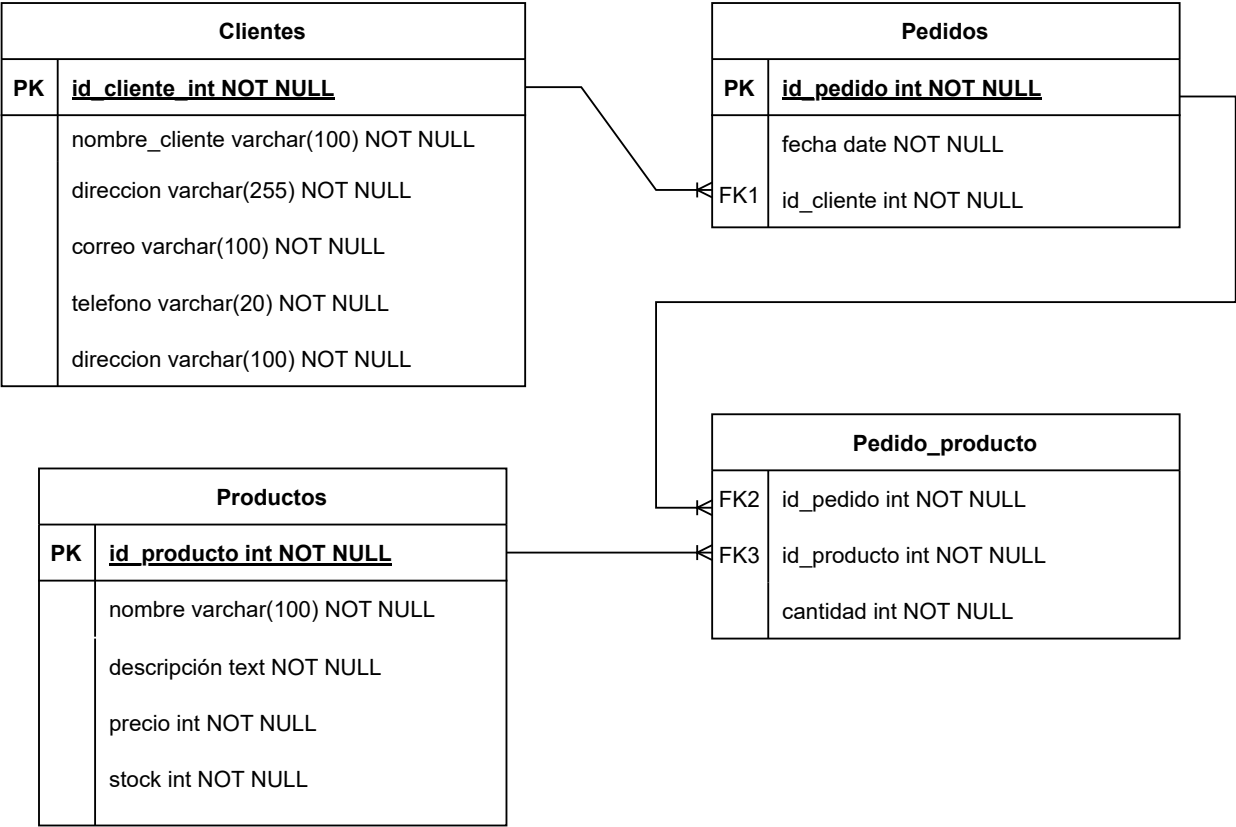 Clientes
PK id_cliente_int NOT NULL
nombre_cliente varchar(100) NOT NULL
direccion varchar(255) NOT NULL
correo varchar(100) NOT NULL
telefono varchar(20) NOT NULL
direccion varchar(100) NOT NULL
Pedidos
PK id_pedido int NOT NULL
fecha date NOT NULL
FK1 id_cliente int NOT NULL
Productos
PK id_producto int NOT NULL
nombre varchar(100) NOT NULL
descripción text NOT NULL
precio int NOT NULL
stock int NOT NULL
Pedido_producto
FK2 id_pedido int NOT NULL
FK3 id_producto int NOT NULL
cantidad int NOT NULL